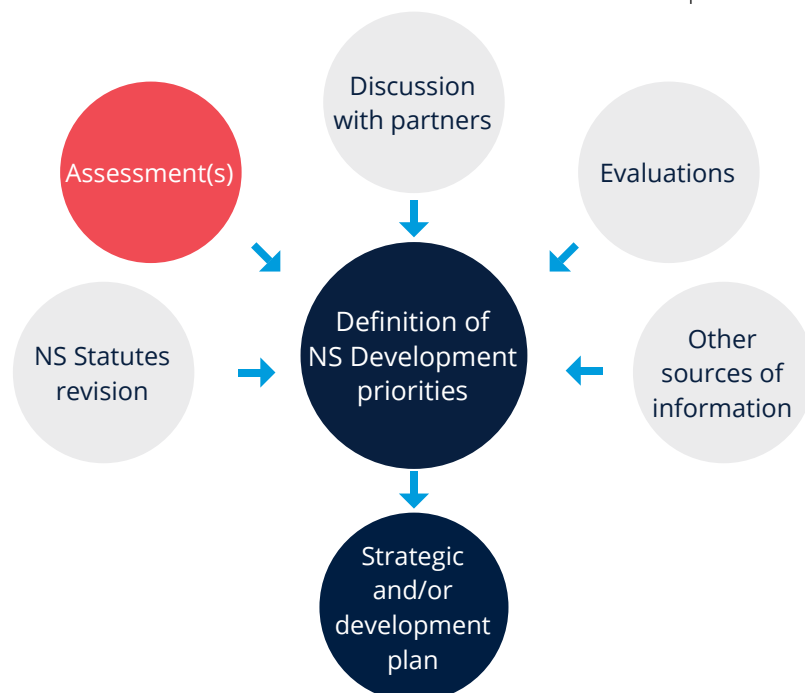 Discussion
with partners
Assessment(s)
Evaluations
NS Statutes
revision
Definition of
NS Development
priorities
Other
sources of
information
Strategic
and/or
development
plan